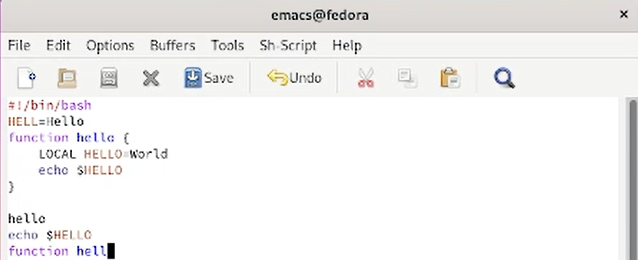 emacs@fedora ×
File Edit Options Buffers Tools Sh-Script Help
Save Undo
#!/bin/bash
HELL=Hello
function hello {
    LOCAL HELLO=World
    echo $HELLO
}
hello
echo $HELLO
function hell